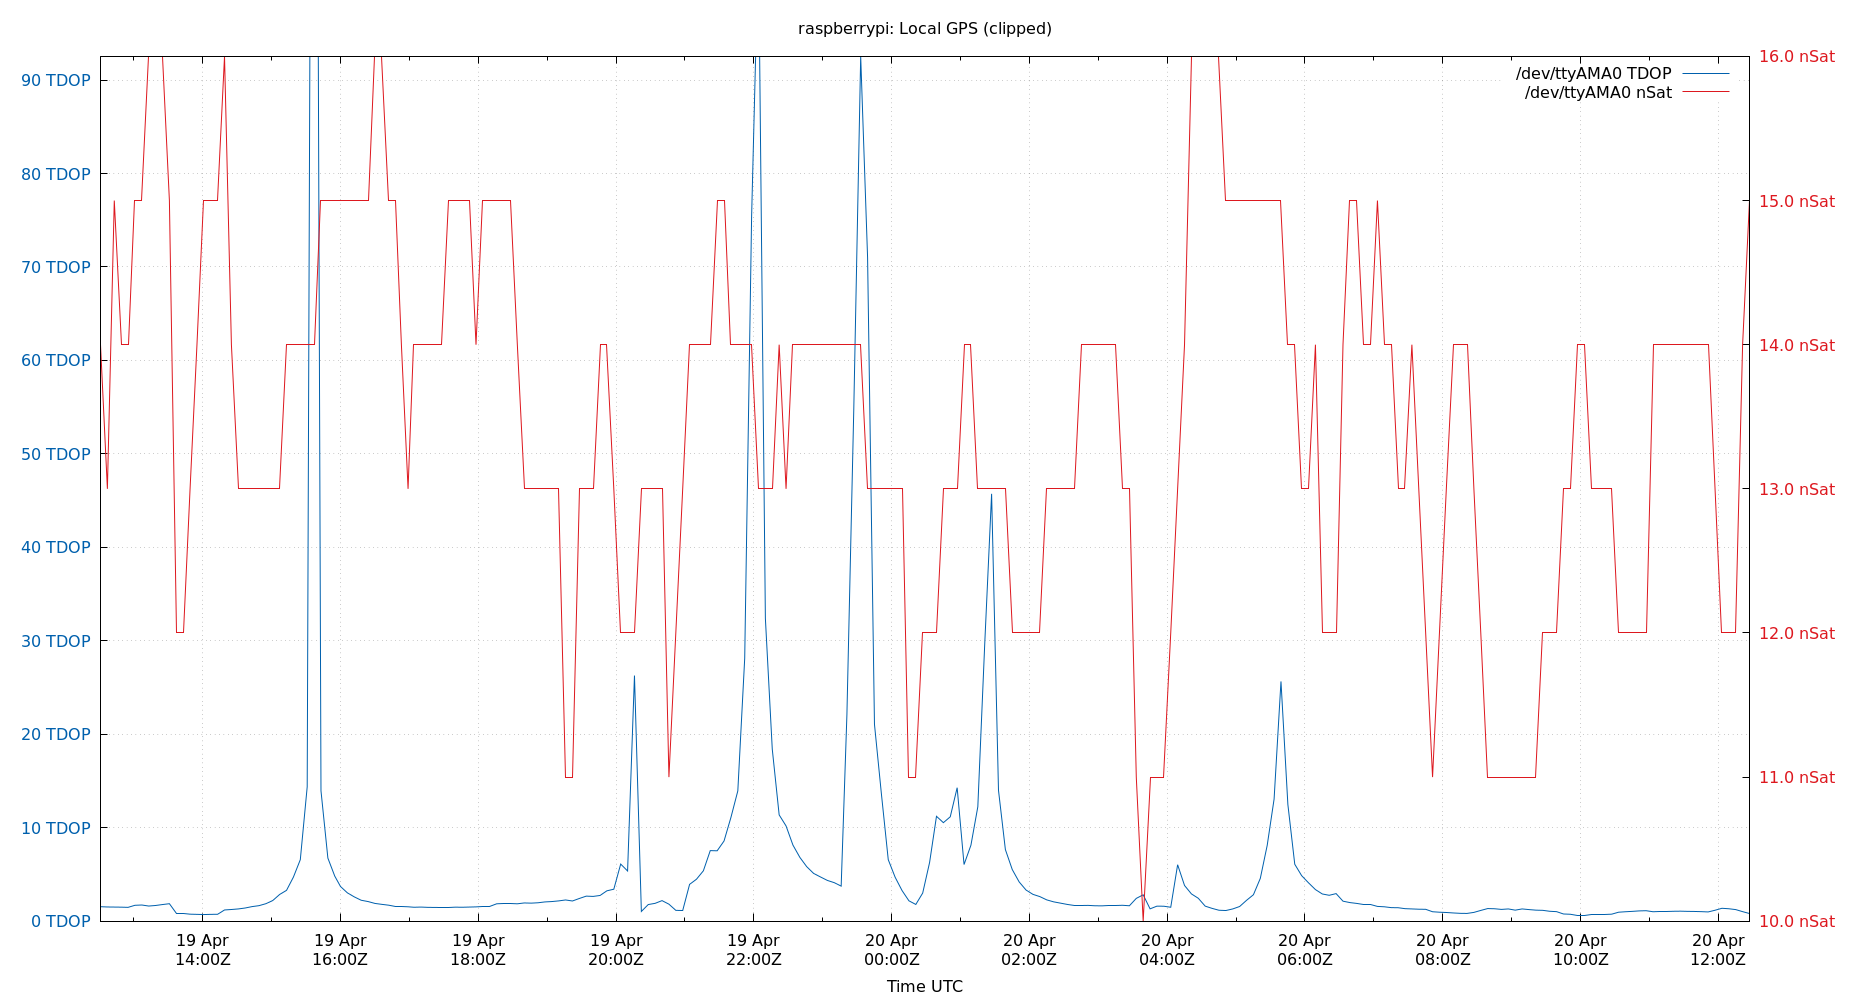 raspberrypi: Local GPS (clipped)
/dev/ttyAMA0 TDOP
/dev/ttyAMA0 nSat
90 TDOP
80 TDOP
70 TDOP
60 TDOP
50 TDOP
40 TDOP
30 TDOP
20 TDOP
10 TDOP
0 TDOP
16.0 nSat
15.0 nSat
14.0 nSat
13.0 nSat
12.0 nSat
11.0 nSat
10.0 nSat
19 Apr
14:00Z
19 Apr
16:00Z
19 Apr
18:00Z
19 Apr
20:00Z
19 Apr
22:00Z
20 Apr
00:00Z
20 Apr
02:00Z
20 Apr
04:00Z
20 Apr
06:00Z
20 Apr
08:00Z
20 Apr
10:00Z
20 Apr
12:00Z
Time UTC